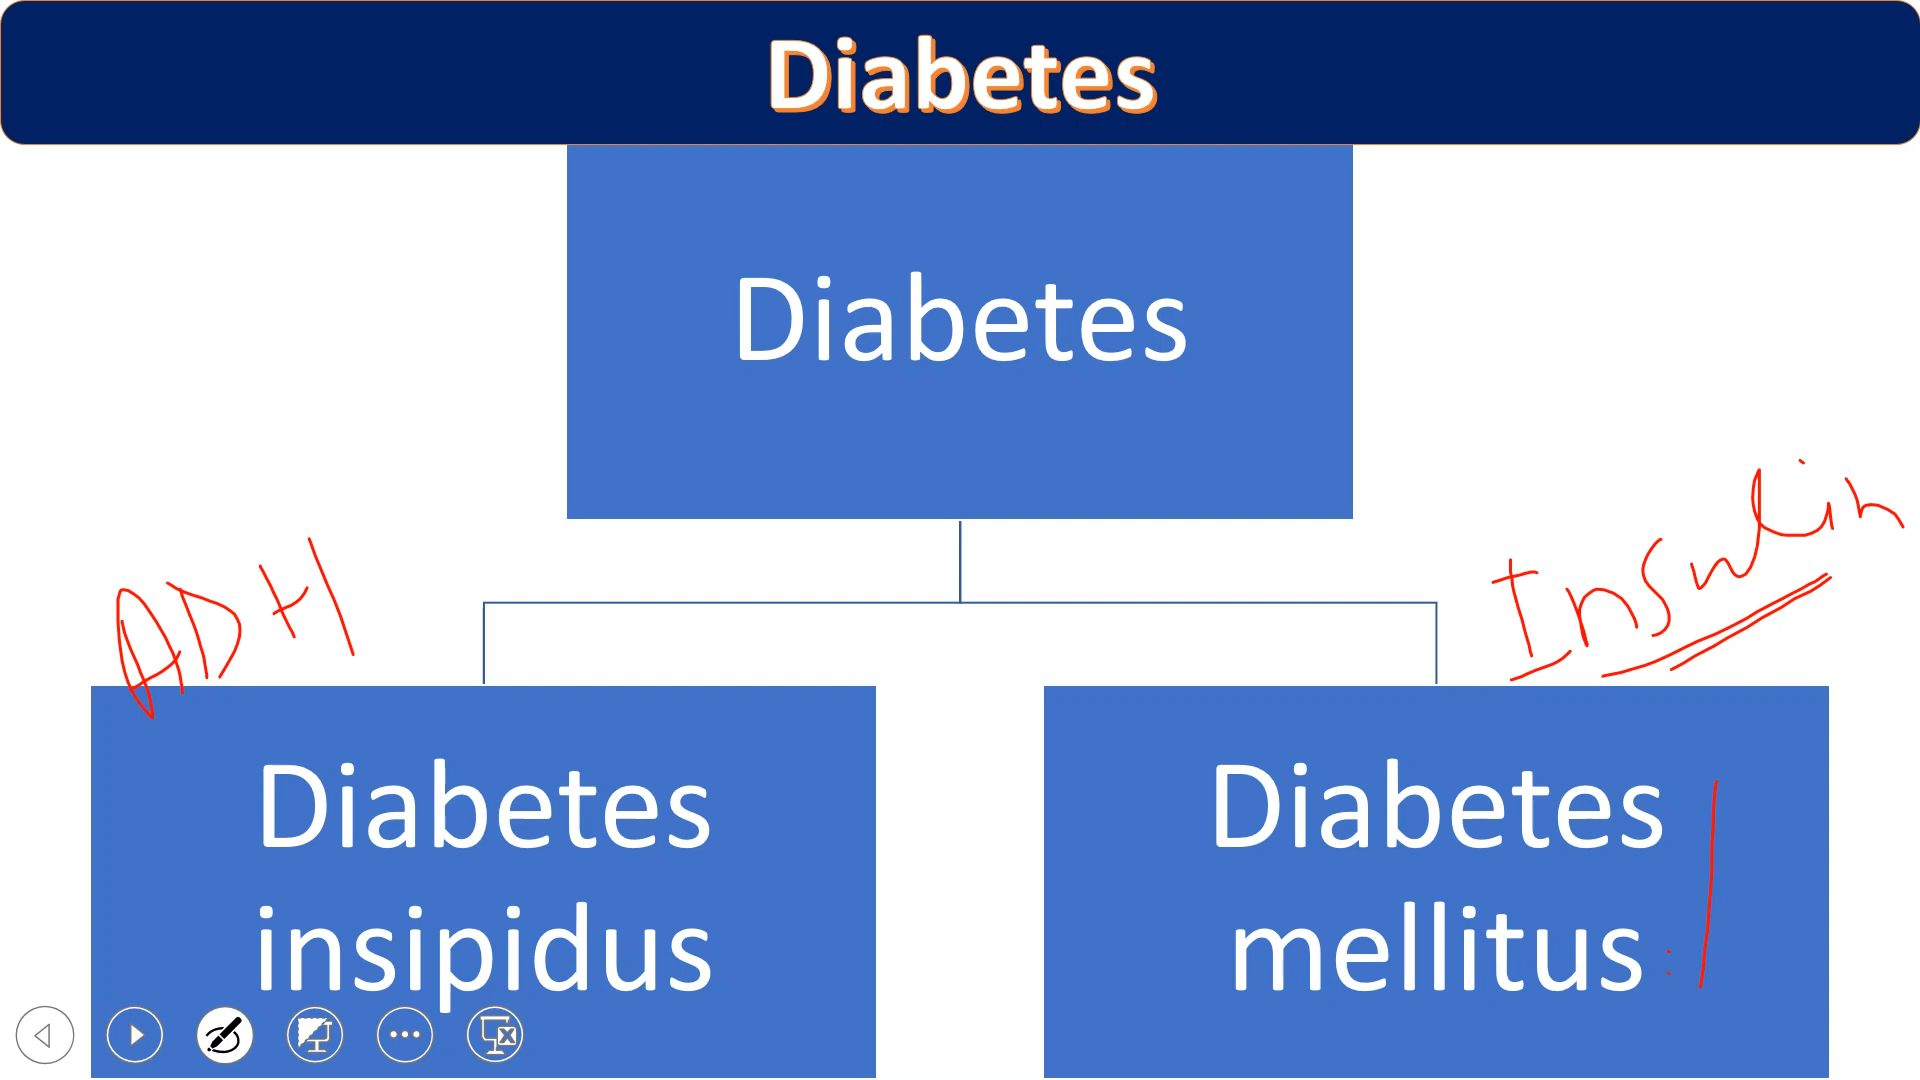 Diabetes
Diabetes
ADH
Insulin
Diabetes
insipidus
Diabetes
mellitus